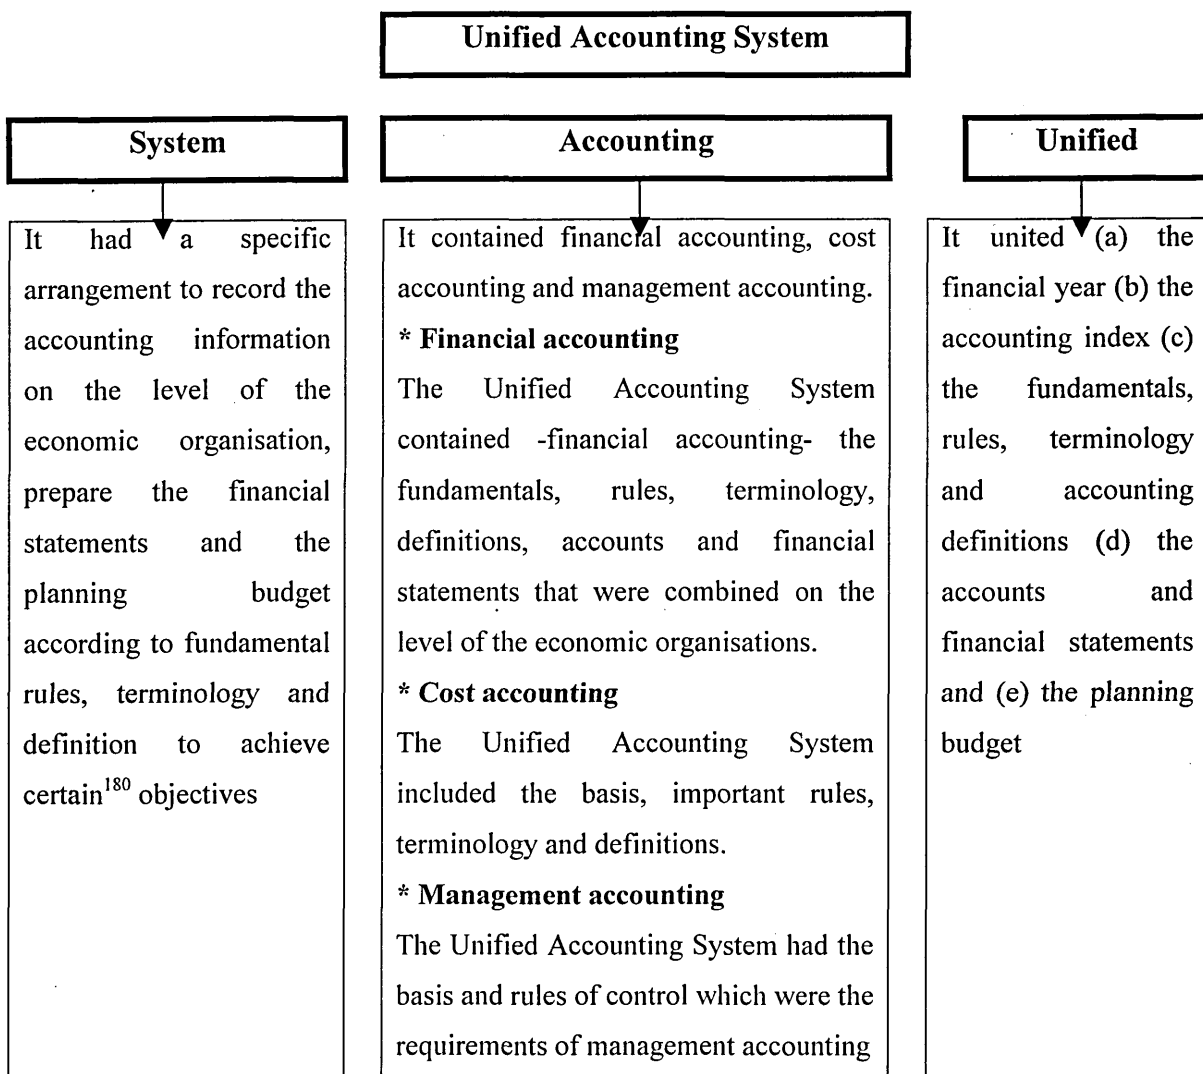 Unified Accounting System
System
It had a specific
arrangement to record the
accounting information
on the level of the
economic organisation,
prepare the financial
statements and the
planning budget
according to fundamental
rules, terminology and
definition to achieve
certain180 objectives
Accounting
It contained financial accounting, cost
accounting and management accounting.
* Financial accounting
The Unified Accounting System
contained -financial accounting- the
fundamentals, rules, terminology,
definitions, accounts and financial
statements that were combined on the
level of the economic organisations.
* Cost accounting
The Unified Accounting System
included the basis, important rules,
terminology and definitions.
* Management accounting
The Unified Accounting System had the
basis and rules of control which were the
requirements of management accounting
Unified
It united (a) the
financial year (b) the
accounting index (c)
the fundamentals,
rules, terminology
and accounting
definitions (d) the
accounts and
financial statements
and (e) the planning
budget